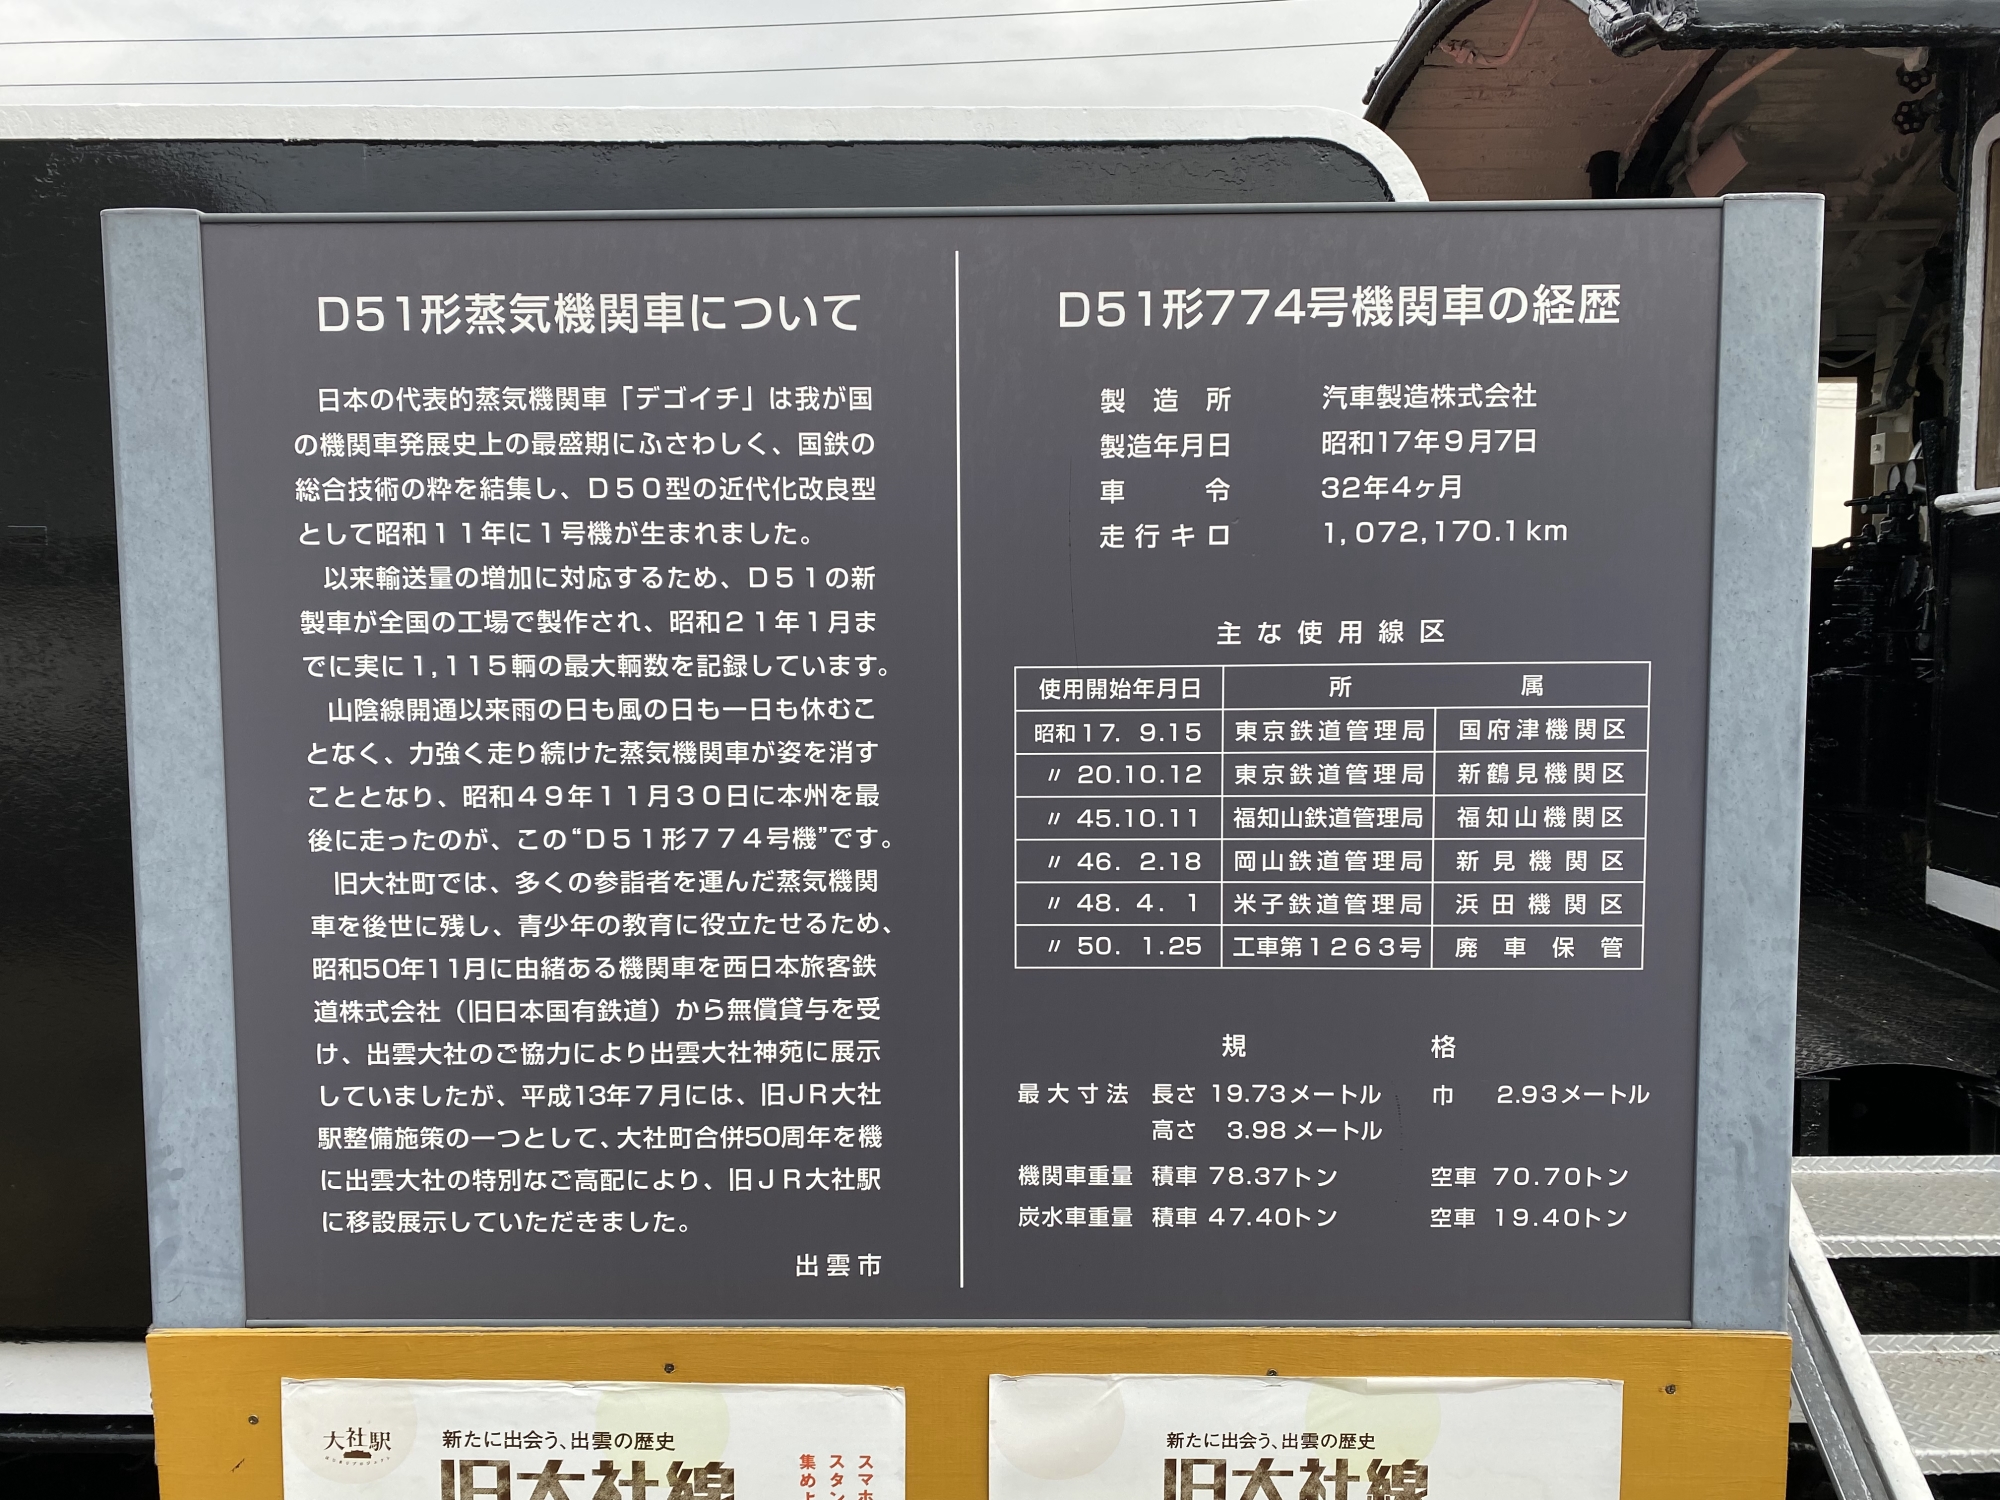 D51形蒸気機関車について
日本の代表的蒸気機関車「デゴイチ」は我が国
の機関車発展史上の最盛期にふさわしく、国鉄の
総合技術の粋を結集し、D50型の近代化改良型
として昭和11年に1号機が生まれました。
以来輸送量の増加に対応するため、D51の新
製車が全国の工場で製作され、昭和21年1月ま
でに実に1,115輌の最大輌数を記録しています。
山陰線開通以来雨の日も風の日も一日も休むこ
となく、力強く走り続けた蒸気機関車が姿を消す
こととなり、昭和49年11月30日に本州を最
後に走ったのが、この“D51形774号機”です。
旧大社町では、多くの参詣者を運んだ蒸気機関
車を後世に残し、青少年の教育に役立たせるため、
昭和50年11月に由緒ある機関車を西日本旅客鉄
道株式会社（旧日本国有鉄道）から無償貸与を受
け、出雲大社のご協力により出雲大社神苑に展示
していましたが、平成13年7月には、旧JR大社
駅整備施策の一つとして、大社町合併50周年を機
に出雲大社の特別なご高配により、旧JR大社駅
に移設展示していただきました。
出雲市
D51形774号機関車の経歴
製造所 汽車製造株式会社
製造年月日 昭和17年9月7日
車令 32年4ヶ月
走行キロ 1,072,170.1km
主な使用線区
使用開始年月日 所属
昭和17. 9.15 東京鉄道管理局 国府津機関区
〃 20.10.12 東京鉄道管理局 新鶴見機関区
〃 45.10.11 福知山鉄道管理局 福知山機関区
〃 46. 2.18 岡山鉄道管理局 新見機関区
〃 48. 4. 1 米子鉄道管理局 浜田機関区
〃 50. 1.25 工車第1263号 廃車保管
規格
最大寸法 長さ 19.73メートル 巾 2.93メートル
高さ 3.98メートル
機関車重量 積車 78.37トン 空車 70.70トン
炭水車重量 積車 47.40トン 空車 19.40トン
大社駅
新たに出会う、出雲の歴史
旧大社線
スマホ
スタン
集めよ
新たに出会う、出雲の歴史
旧大社線